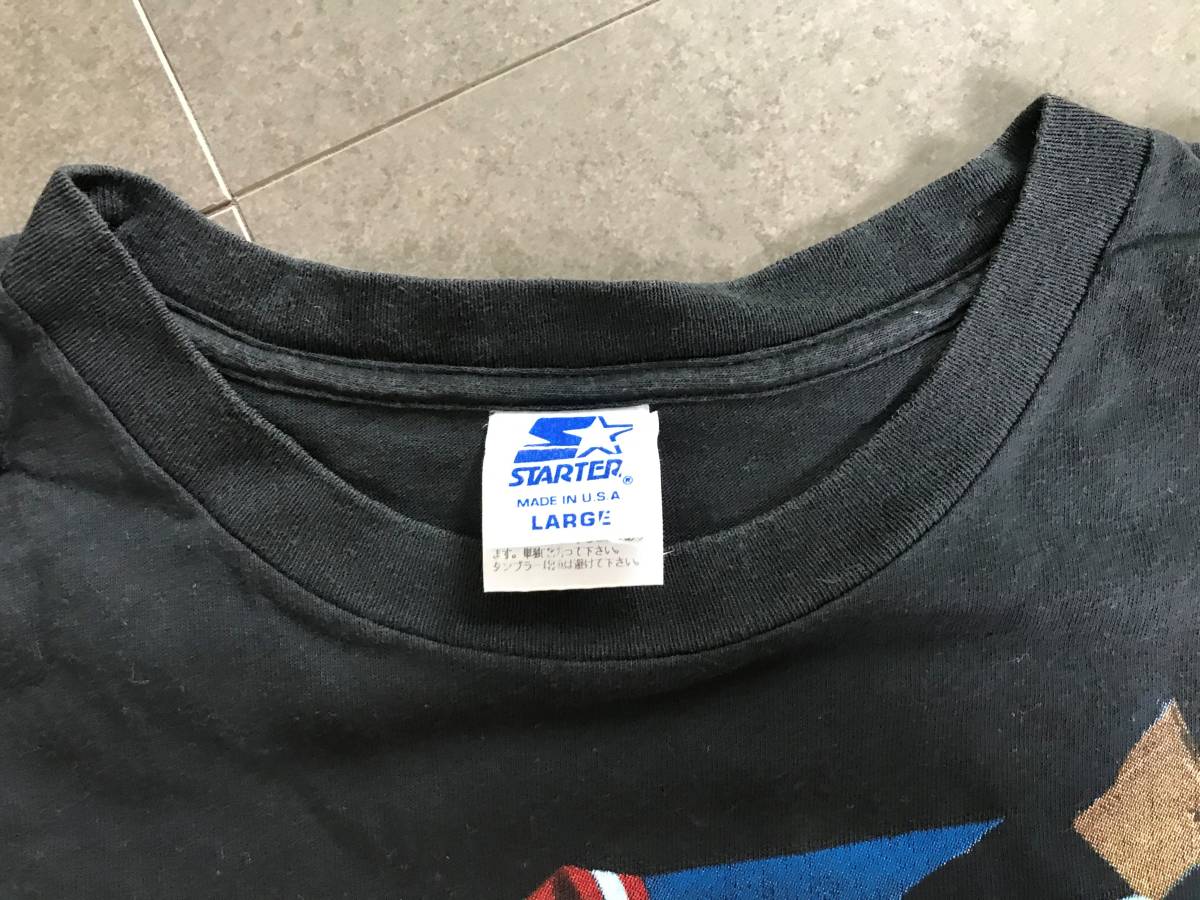 STARTER®
MADE IN U.S.A
LARGE
ます。単独で洗って下さい。
タンブラー乾燥は避けて下さい。